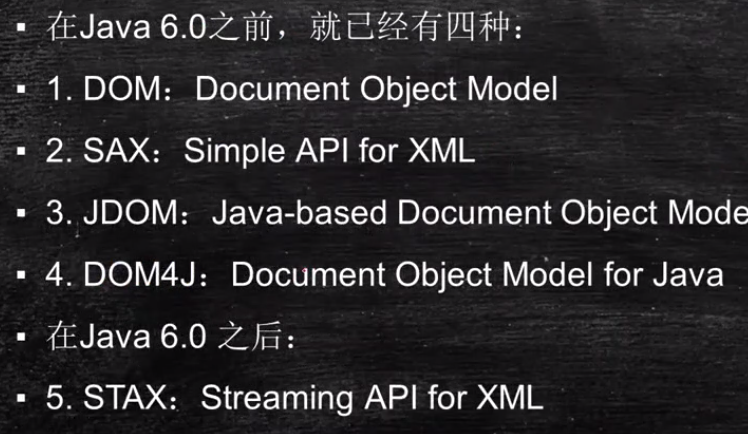 ▪ 在Java 6.0之前，就已经有四种：
▪ 1. DOM：Document Object Model
▪ 2. SAX：Simple API for XML
▪ 3. JDOM：Java-based Document Object Mode
▪ 4. DOM4J：Document Object Model for Java
▪ 在Java 6.0 之后：
▪ 5. STAX：Streaming API for XML